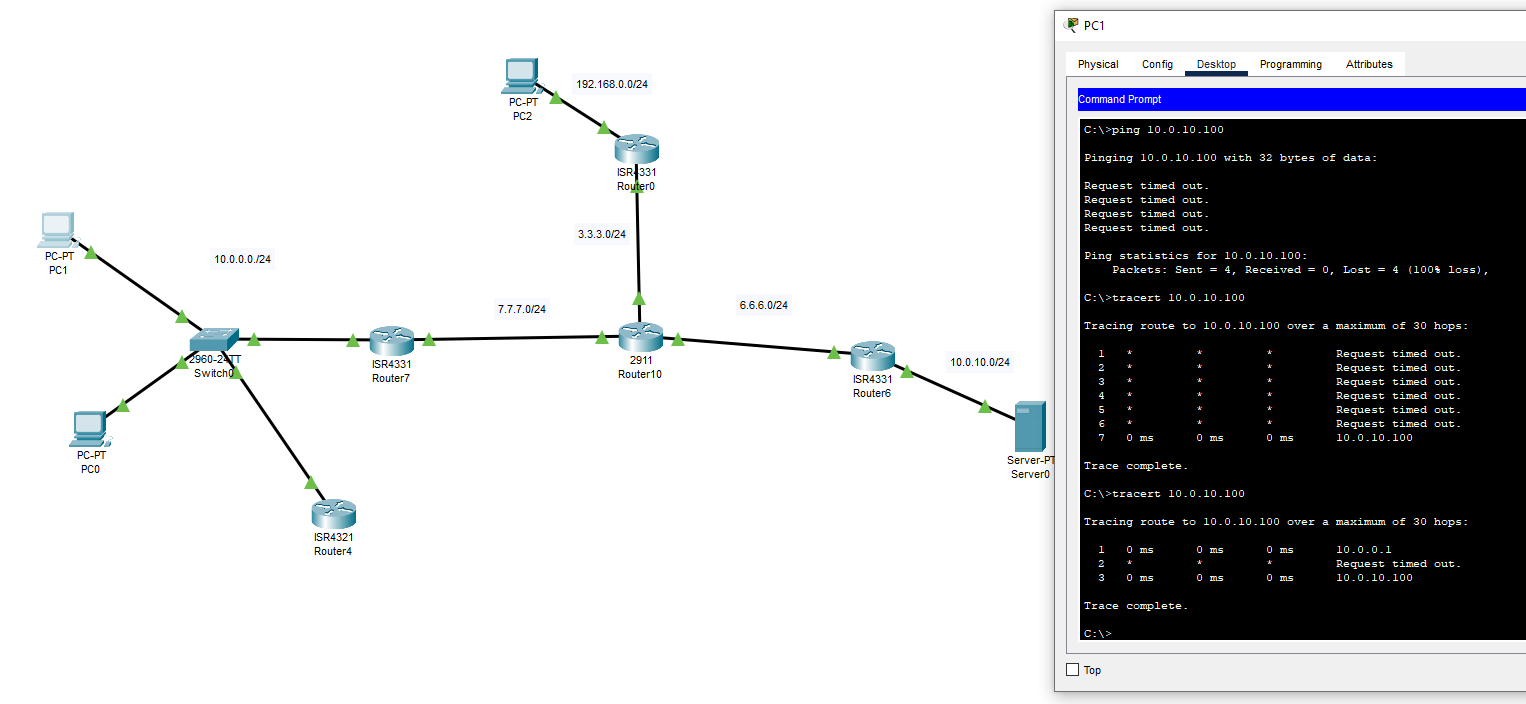 192.168.0.0/24
PC-PT
PC2
ISR4331
Router0
3.3.3.0/24
PC-PT
PC1
10.0.0.0./24
7.7.7.0/24
6.6.6.0/24
2960-24TT
Switch0
ISR4331
Router7
2911
Router10
ISR4331
Router6
10.0.10.0/24
PC-PT
PC0
Server-PT
Server0
ISR4321
Router4
PC1
Physical Config Desktop Programming Attributes
Command Prompt
C:\>ping 10.0.10.100
Pinging 10.0.10.100 with 32 bytes of data:
Request timed out.
Request timed out.
Request timed out.
Request timed out.
Ping statistics for 10.0.10.100:
Packets: Sent = 4, Received = 0, Lost = 4 (100% loss),
C:\>tracert 10.0.10.100
Tracing route to 10.0.10.100 over a maximum of 30 hops:
1 * * * Request timed out.
2 * * * Request timed out.
3 * * * Request timed out.
4 * * * Request timed out.
5 * * * Request timed out.
6 * * * Request timed out.
7 0 ms 0 ms 0 ms 10.0.10.100
Trace complete.
C:\>tracert 10.0.10.100
Tracing route to 10.0.10.100 over a maximum of 30 hops:
1 0 ms 0 ms 0 ms 10.0.0.1
2 * * * Request timed out.
3 0 ms 0 ms 0 ms 10.0.10.100
Trace complete.
C:\>
Top